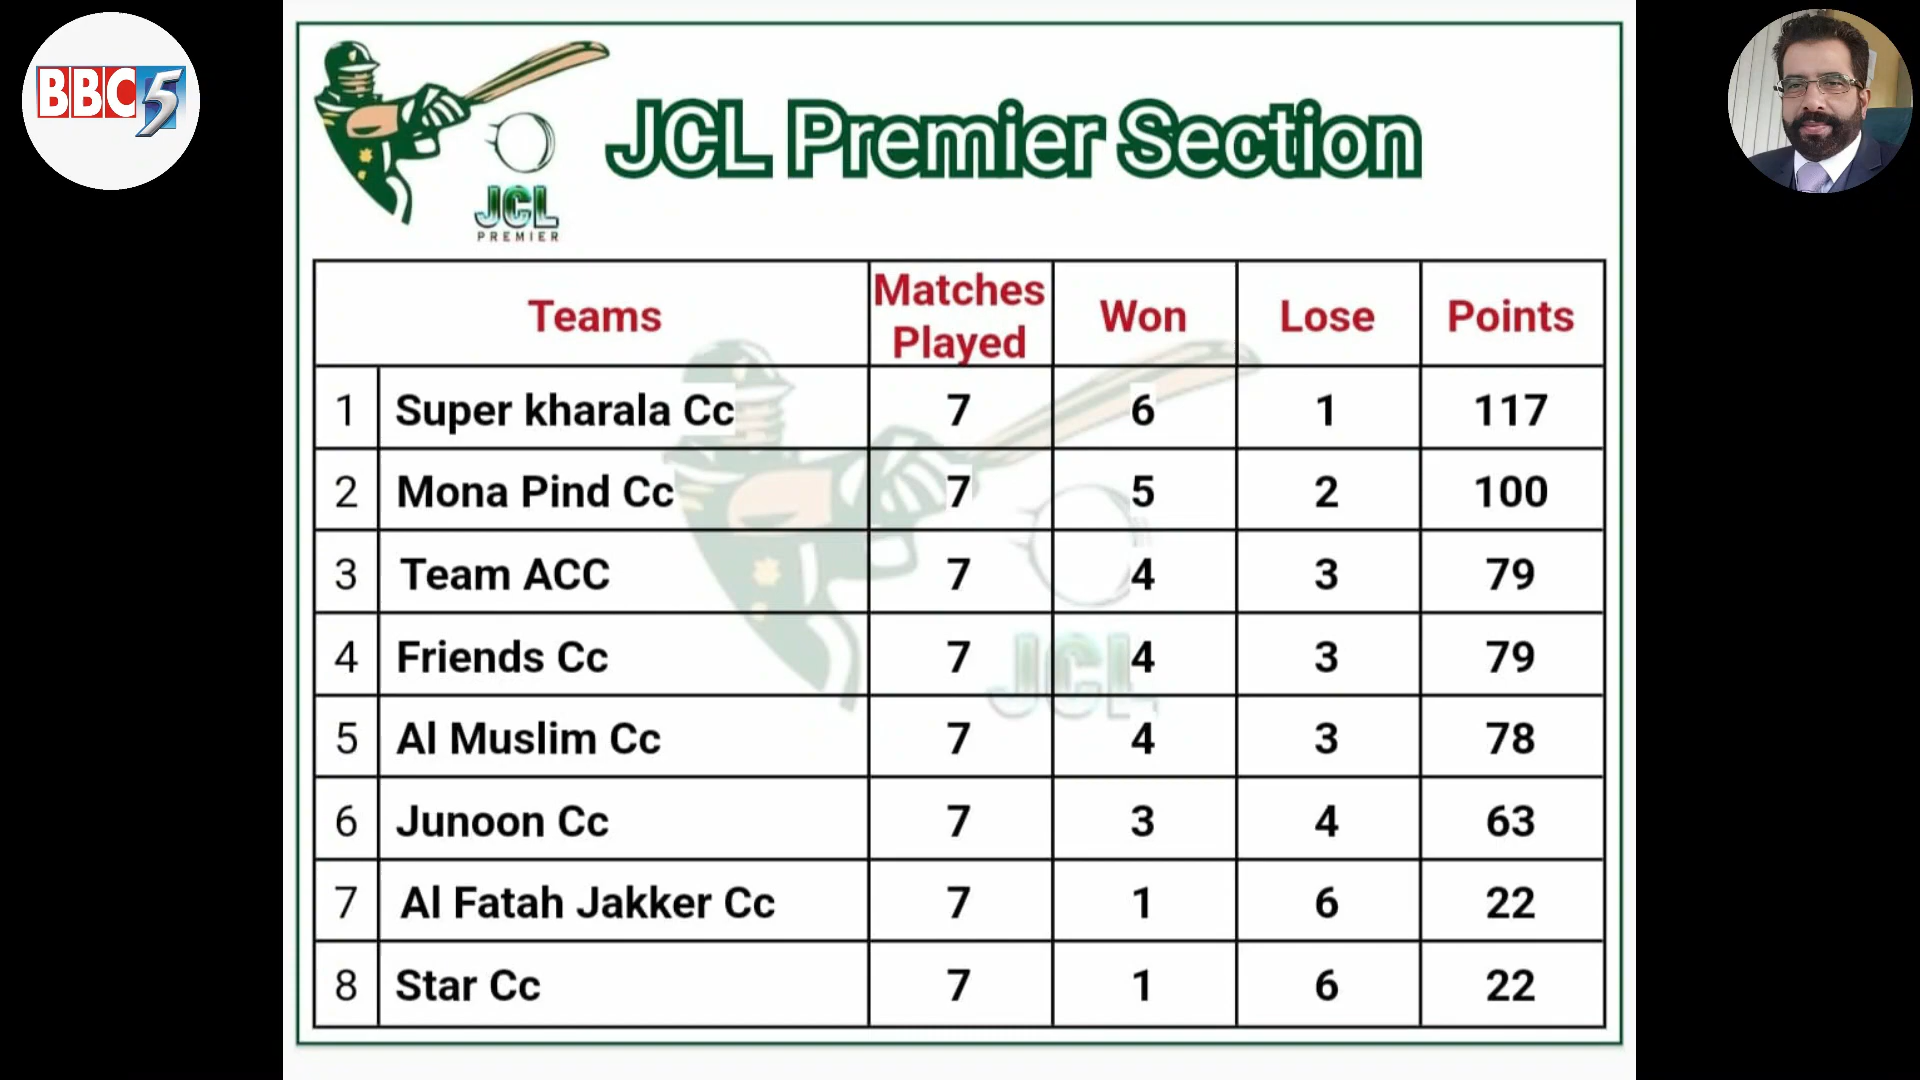 BBC 5
JCL Premier Section
JCL
PREMIER
Teams Matches Played Won Lose Points
1 Super kharala Cc 7 6 1 117
2 Mona Pind Cc 7 5 2 100
3 Team ACC 7 4 3 79
4 Friends Cc 7 4 3 79
5 Al Muslim Cc 7 4 3 78
6 Junoon Cc 7 3 4 63
7 Al Fatah Jakker Cc 7 1 6 22
8 Star Cc 7 1 6 22
JCL